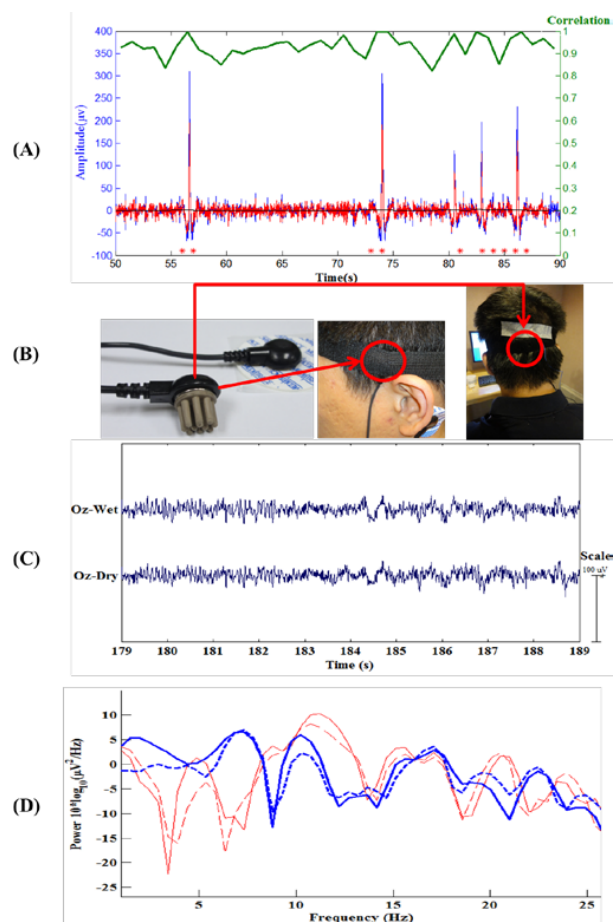 Correlation
400 1
350 0.9
300 0.8
250 0.7
200 0.6
150 0.5
100 0.4
50 0.3
0 0.2
-50 0.1
-100 0
Amplitude(μv)
50 55 60 65 70 75 80 85 90
Time(s)
(A)
(B)
Oz-Wet
(C)
Oz-Dry
Scale
100 uV
179 180 181 182 183 184 185 186 187 188 189
Time (s)
(D)
Power 10*log10(μV²/Hz)
10
5
0
-5
-10
-15
-20
-25
5 10 15 20 25
Frequency (Hz)